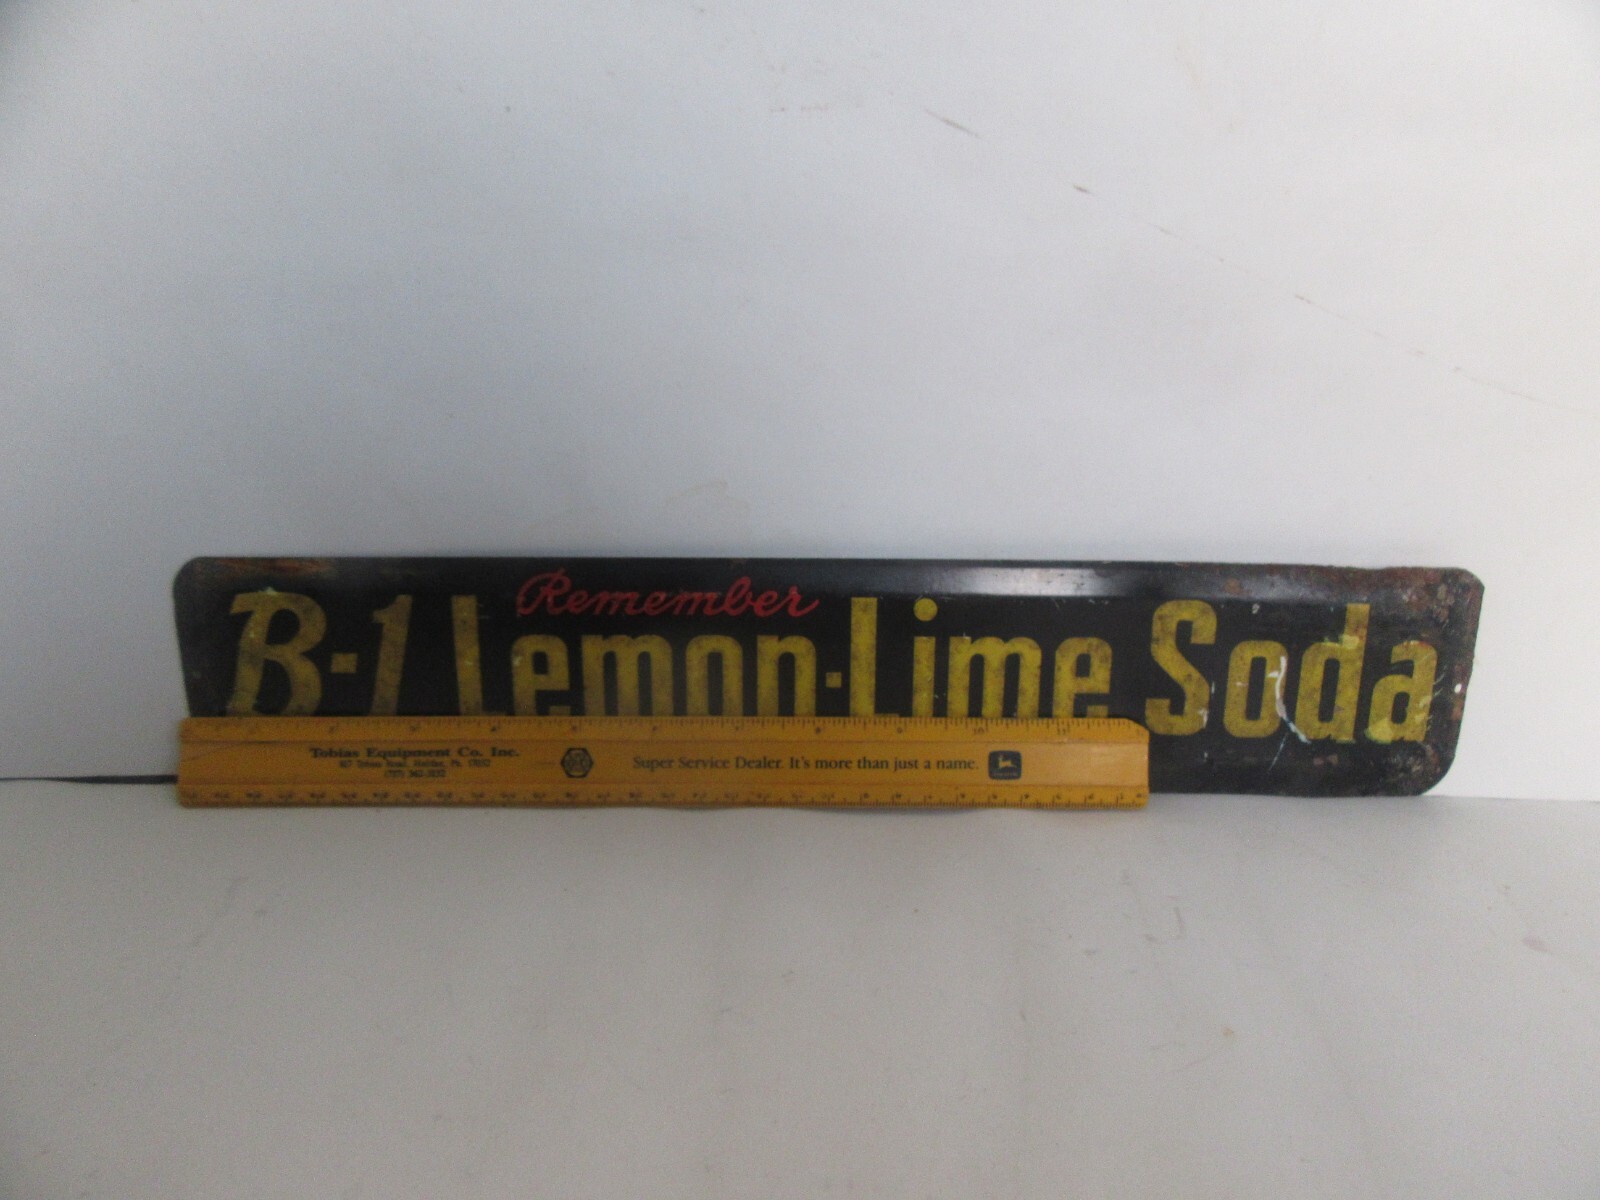 Remember
B-1 Lemon-Lime Soda
Tobias Equipment Co. Inc.
Super Service Dealer. It's more than just a name.